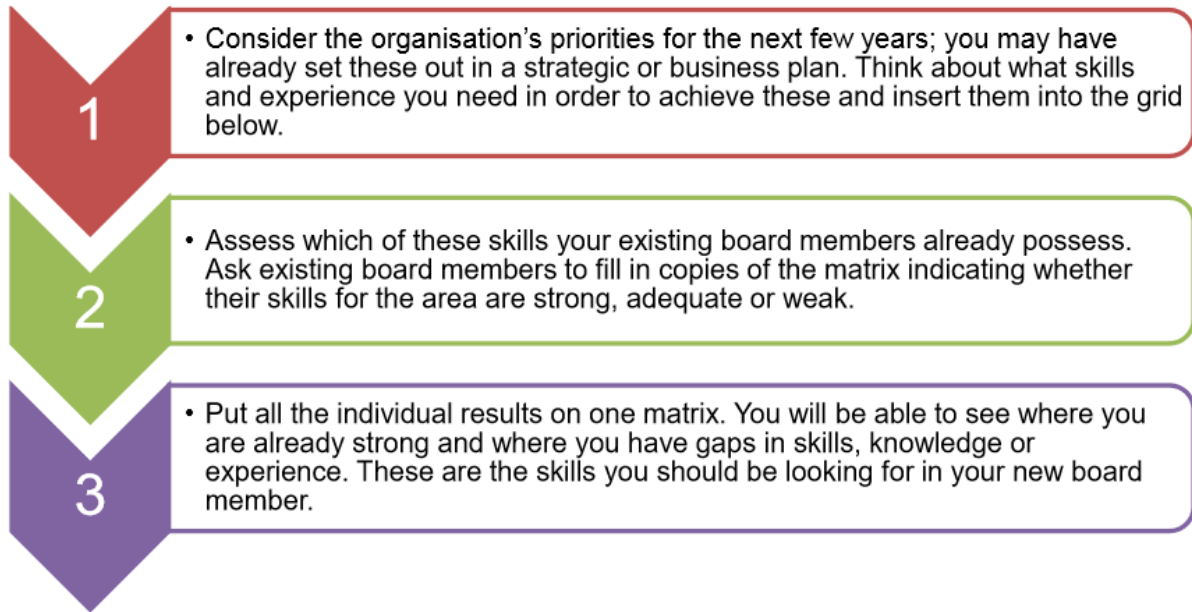 1
• Consider the organisation's priorities for the next few years; you may have
already set these out in a strategic or business plan. Think about what skills
and experience you need in order to achieve these and insert them into the grid
below.
2
• Assess which of these skills your existing board members already possess.
Ask existing board members to fill in copies of the matrix indicating whether
their skills for the area are strong, adequate or weak.
3
• Put all the individual results on one matrix. You will be able to see where you
are already strong and where you have gaps in skills, knowledge or
experience. These are the skills you should be looking for in your new board
member.